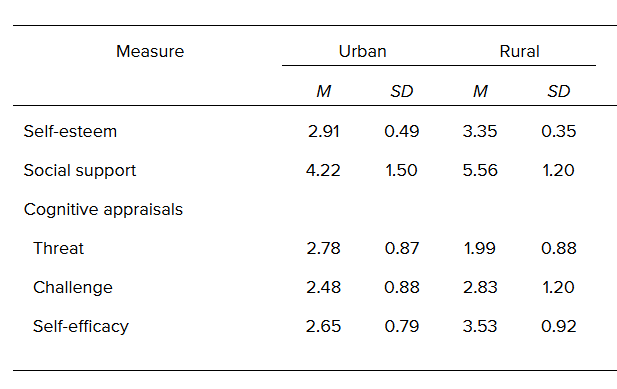 Measure Urban Rural
M SD M SD
Self-esteem 2.91 0.49 3.35 0.35
Social support 4.22 1.50 5.56 1.20
Cognitive appraisals
Threat 2.78 0.87 1.99 0.88
Challenge 2.48 0.88 2.83 1.20
Self-efficacy 2.65 0.79 3.53 0.92